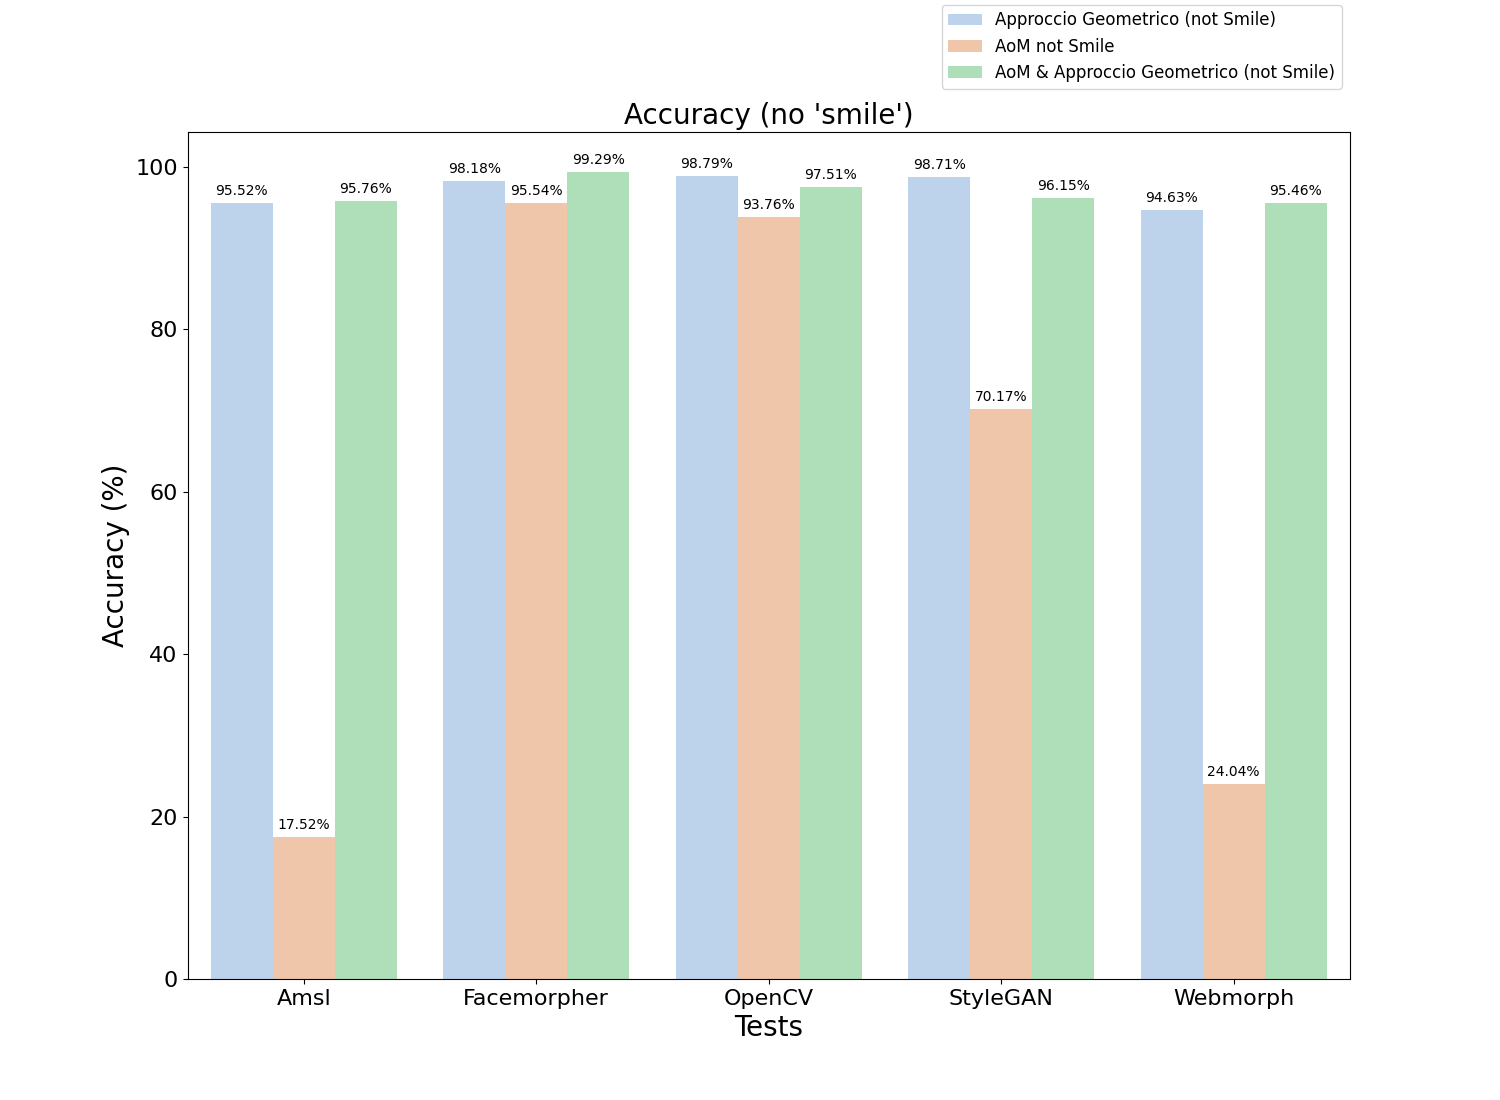 Approccio Geometrico (not Smile)
AoM not Smile
AoM & Approccio Geometrico (not Smile)
Accuracy (no 'smile')
100
80
60
40
20
0
Accuracy (%)
95.52%
17.52%
95.76%
98.18%
95.54%
99.29%
98.79%
93.76%
97.51%
98.71%
70.17%
96.15%
94.63%
24.04%
95.46%
Amsl
Facemorpher
OpenCV
StyleGAN
Webmorph
Tests